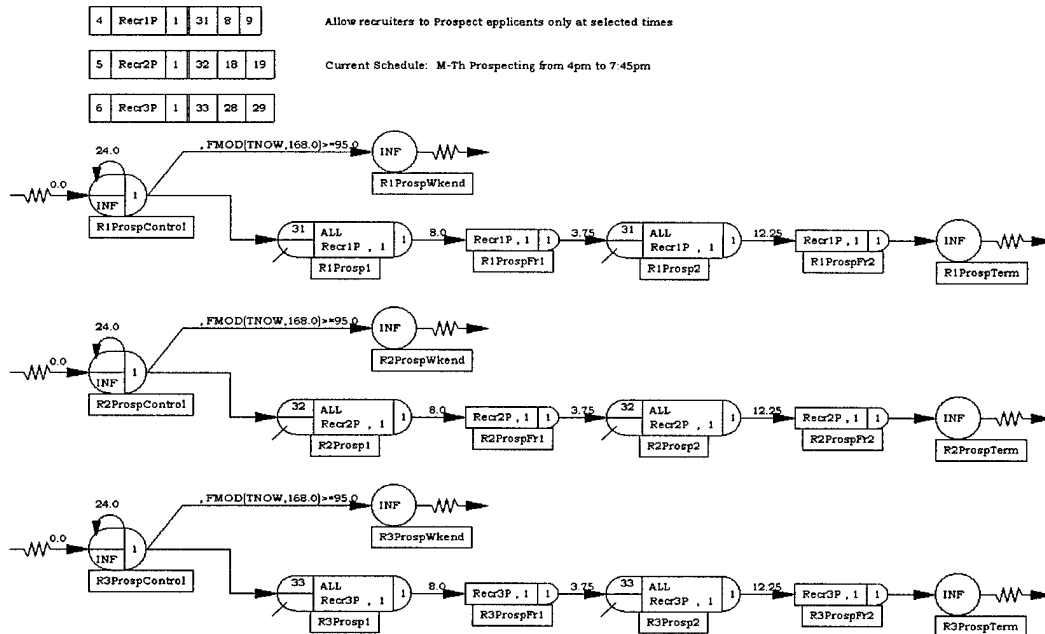 4 Recr1P 1 31 8 9
Allow recruiters to Prospect applicants only at selected times
5 Recr2P 1 32 18 19
Current Schedule: M-Th Prospecting from 4pm to 7:45pm
6 Recr3P 1 33 28 29
, FMOD(TNOW,168.0)>=95.0
24.0
INF
0.0
1
INF
R1ProspWkend
R1ProspControl
31 ALL 1 8.0 Recr1P , 1 1 3.75 31 ALL 1 12.25 Recr1P , 1 1 INF
Recr1P , 1
Recr1P , 1
R1Prosp1 R1ProspFr1 R1Prosp2 R1ProspFr2 R1ProspTerm
, FMOD(TNOW,168.0)>=95.0
24.0
INF
0.0
1
INF
R2ProspWkend
R2ProspControl
32 ALL 1 8.0 Recr2P , 1 1 3.75 32 ALL 1 12.25 Recr2P , 1 1 INF
Recr2P , 1
Recr2P , 1
R2Prosp1 R2ProspFr1 R2Prosp2 R2ProspFr2 R2ProspTerm
, FMOD(TNOW,168.0)>=95.0
24.0
INF
0.0
1
INF
R3ProspWkend
R3ProspControl
33 ALL 1 8.0 Recr3P , 1 1 3.75 33 ALL 1 12.25 Recr3P , 1 1 INF
Recr3P , 1
Recr3P , 1
R3Prosp1 R3ProspFr1 R3Prosp2 R3ProspFr2 R3ProspTerm